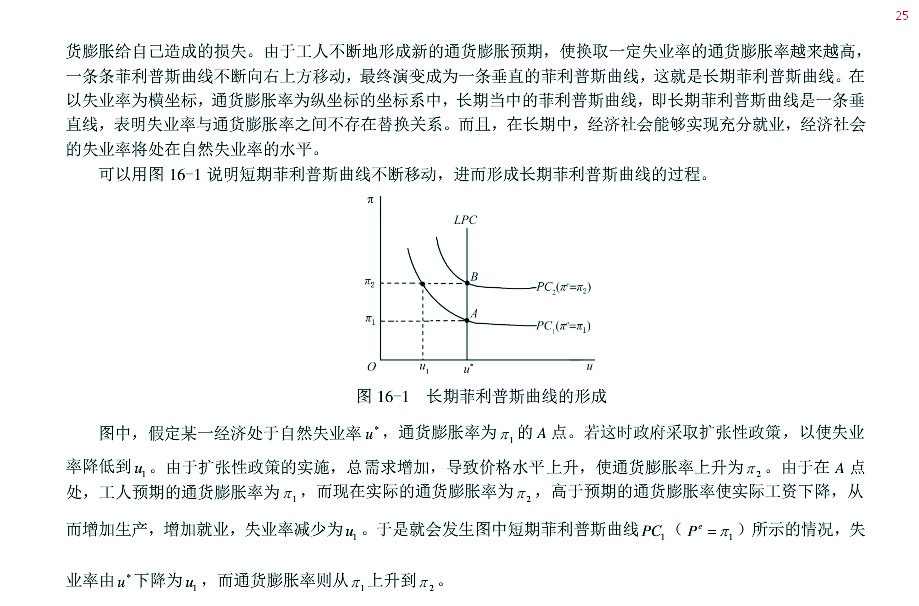 25
货膨胀给自己造成的损失。由于工人不断地形成新的通货膨胀预期，使换取一定失业率的通货膨胀率越来越高，
一条条菲利普斯曲线不断向右上方移动，最终演变成为一条垂直的菲利普斯曲线，这就是长期菲利普斯曲线。在
以失业率为横坐标，通货膨胀率为纵坐标的坐标系中，长期当中的菲利普斯曲线，即长期菲利普斯曲线是一条垂
直线，表明失业率与通货膨胀率之间不存在替换关系。而且，在长期中，经济社会能够实现充分就业，经济社会
的失业率将处在自然失业率的水平。
可以用图 16-1 说明短期菲利普斯曲线不断移动，进而形成长期菲利普斯曲线的过程。
π
LPC
π₂
B
PC₂(πᵉ=π₂)
π₁
A
PC₁(πᵉ=π₁)
O
u₁
u*
u
图 16-1 长期菲利普斯曲线的形成
图中，假定某一经济处于自然失业率 u*，通货膨胀率为 π₁ 的 A 点。若这时政府采取扩张性政策，以使失业
率降低到 u₁。由于扩张性政策的实施，总需求增加，导致价格水平上升，使通货膨胀率上升为 π₂。由于在 A 点
处，工人预期的通货膨胀率为 π₁，而现在实际的通货膨胀率为 π₂，高于预期的通货膨胀率使实际工资下降，从
而增加生产，增加就业，失业率减少为 u₁。于是就会发生图中短期菲利普斯曲线 PC₁（Pᵉ = π₁）所示的情况，失
业率由 u* 下降为 u₁，而通货膨胀率则从 π₁ 上升到 π₂。